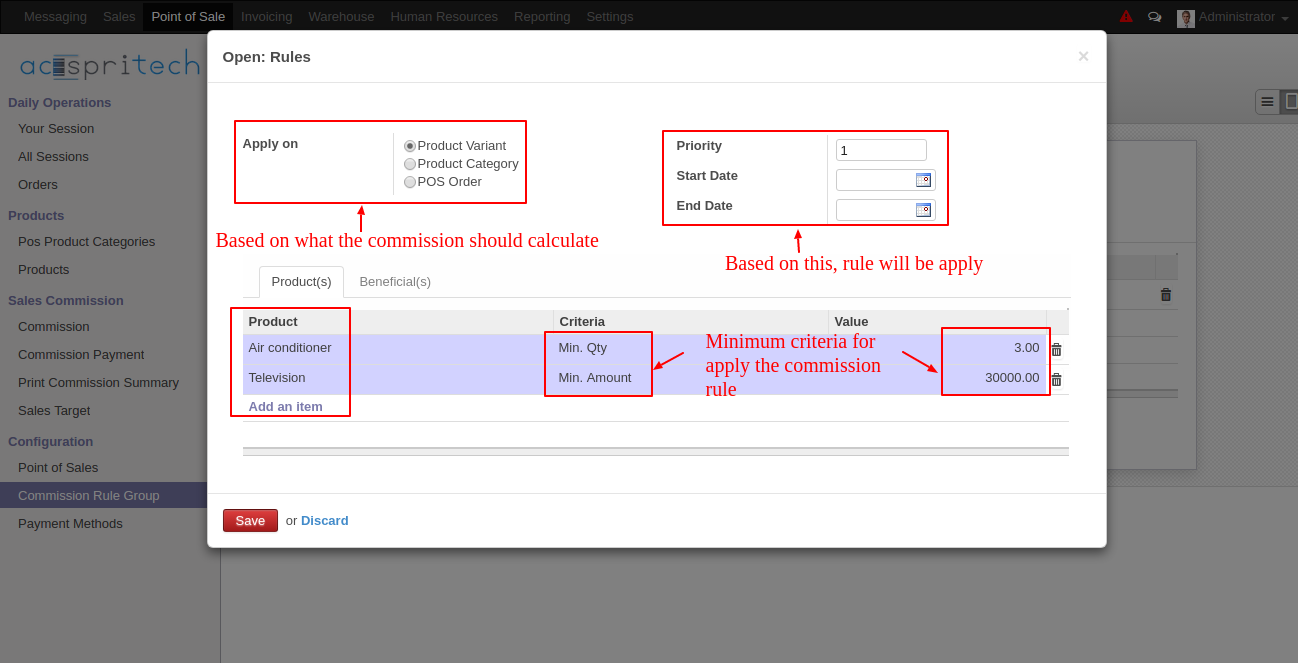 Messaging Sales Point of Sale Invoicing Warehouse Human Resources Reporting Settings Administrator
acespritech
Daily Operations
Your Session
All Sessions
Orders
Products
Pos Product Categories
Products
Sales Commission
Commission
Commission Payment
Print Commission Summary
Sales Target
Configuration
Point of Sales
Commission Rule Group
Payment Methods
Open: Rules ×
Apply on
Product Variant
Product Category
POS Order
Based on what the commission should calculate
Priority 1
Start Date
End Date
Based on this, rule will be apply
Product(s) Beneficial(s)
Product Criteria Value
Air conditioner Min. Qty 3.00
Television Min. Amount 30000.00
Add an item
Minimum criteria for
apply the commission
rule
Save or Discard